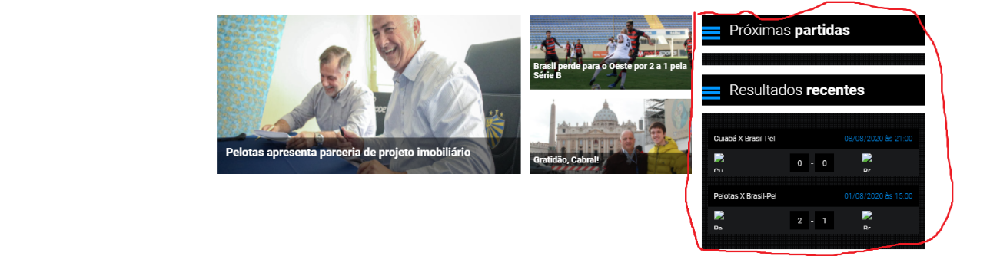 Pelotas apresenta parceria de projeto imobiliário
Brasil perde para o Oeste por 2 a 1 pela
Série B
Gratidão, Cabral!
Próximas partidas
Resultados recentes
Cuiabá X Brasil-Pel 08/08/2020 às 21:00
Cu 0 - 0 Br
Pelotas X Brasil-Pel 01/08/2020 às 15:00
Pe 2 - 1 Br